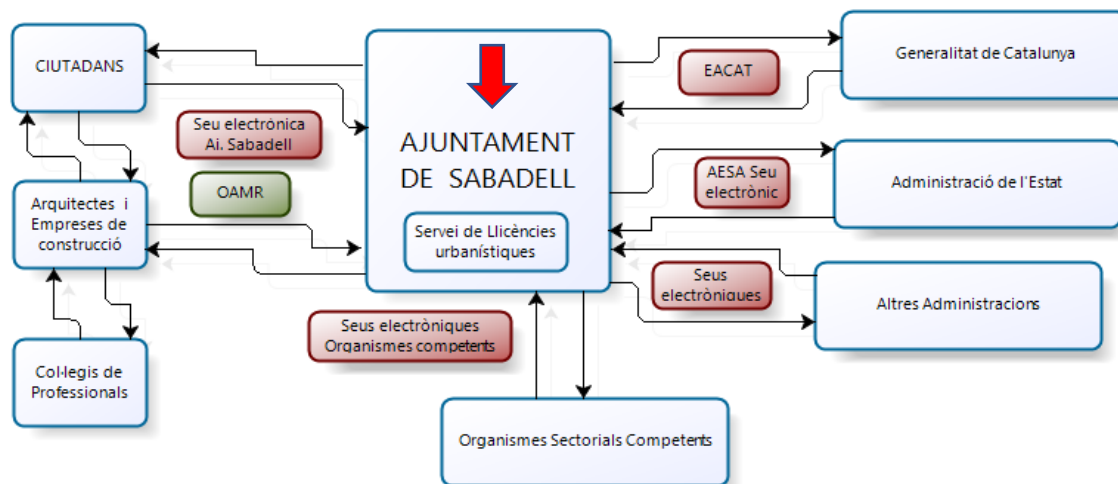 CIUTADANS
Seu electrònica
Ai. Sabadell
OAMR
Arquitectes i
Empreses de
construcció
Col·legis de
Professionals
AJUNTAMENT
DE SABADELL
Servei de Llicències
urbanístiques
Seus electròniques
Organismes competents
Organismes Sectorials Competents
EACAT
Generalitat de Catalunya
AESA Seu
electrònic
Administració de l'Estat
Seus
electròniques
Altres Administracions